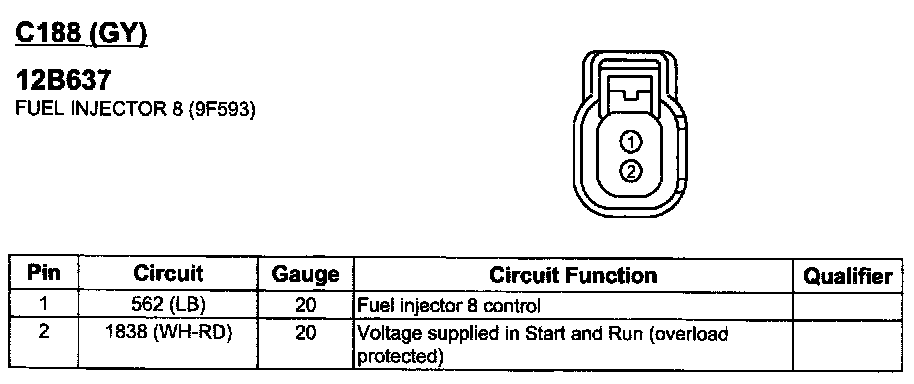 C188 (GY)
12B637
FUEL INJECTOR 8 (9F593)
1
2
Pin Circuit Gauge Circuit Function Qualifier
1 562 (LB) 20 Fuel injector 8 control
2 1838 (WH-RD) 20 Voltage supplied in Start and Run (overload
protected)